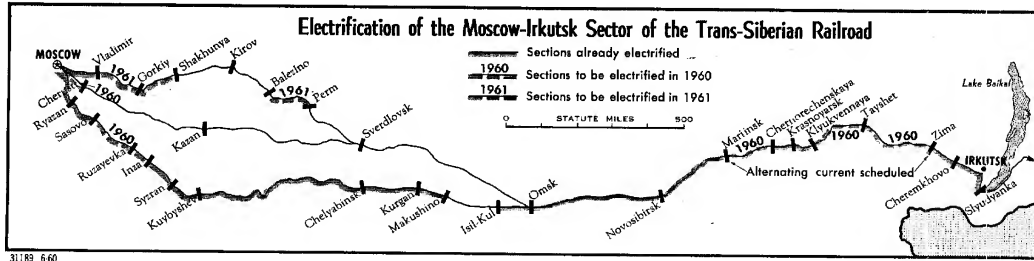 Electrification of the Moscow-Irkutsk Sector of the Trans-Siberian Railroad
Sections already electrified
1960 Sections to be electrified in 1960
1961 Sections to be electrified in 1961
0 STATUTE MILES 500
MOSCOW
Vladimir
1961
Gorkiy
Shakhunya
Kirov
Balezino
1961
Perm
1960
Ryazan
Sasovo
1960
Ruzayevka
Inza
Syzran
Kuybyshev
Kazan
Sverdlovsk
Chelyabinsk
Kurgan
Makushino
Isil-Kul
Omsk
Novosibirsk
Mariinsk
1960
Chernorechenskaya
Krasnoyarsk
Klyukvennaya
1960
Tayshet
1960
Zima
Alternating current scheduled
Cheremkhovo
IRKUTSK
Slyudyanka
Lake Baikal
31189 6-60